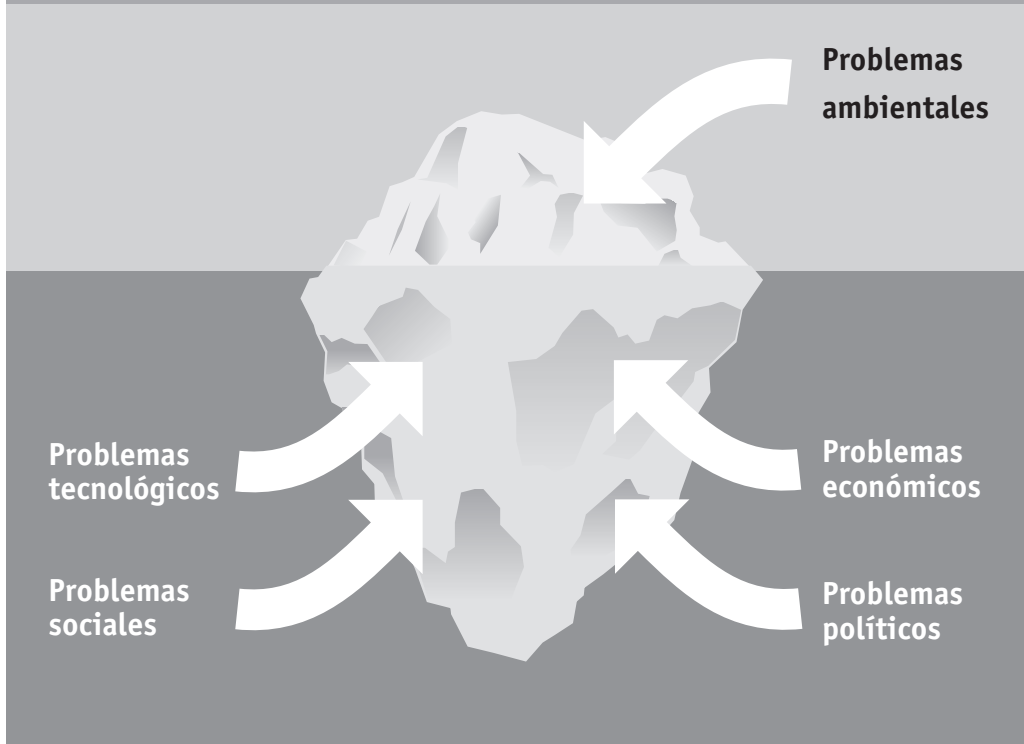 Problemas
ambientales
Problemas
tecnológicos
Problemas
económicos
Problemas
sociales
Problemas
políticos